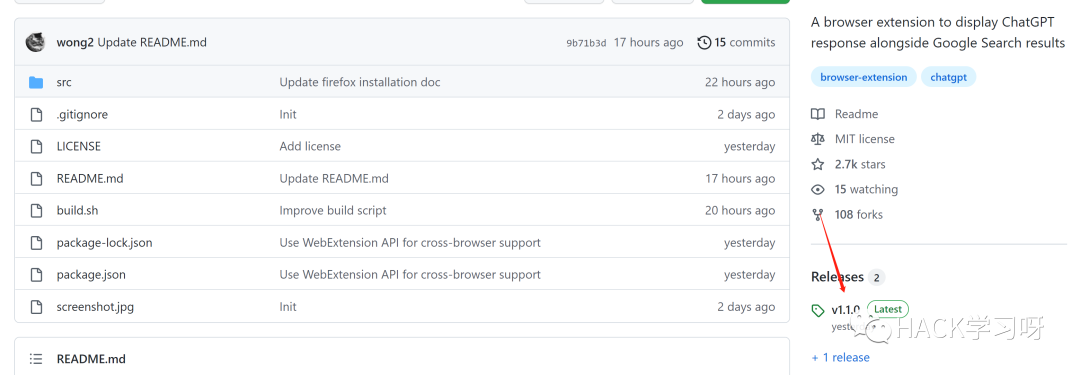 wong2 Update README.md 9b71b3d 17 hours ago 15 commits
src Update firefox installation doc 22 hours ago
.gitignore Init 2 days ago
LICENSE Add license yesterday
README.md Update README.md 17 hours ago
build.sh Improve build script 20 hours ago
package-lock.json Use WebExtension API for cross-browser support yesterday
package.json Use WebExtension API for cross-browser support yesterday
screenshot.jpg Init 2 days ago
README.md
A browser extension to display ChatGPT
response alongside Google Search results
browser-extension chatgpt
Readme
MIT license
2.7k stars
15 watching
108 forks
Releases 2
v1.1.0 Latest
HACK学习呀
+ 1 release